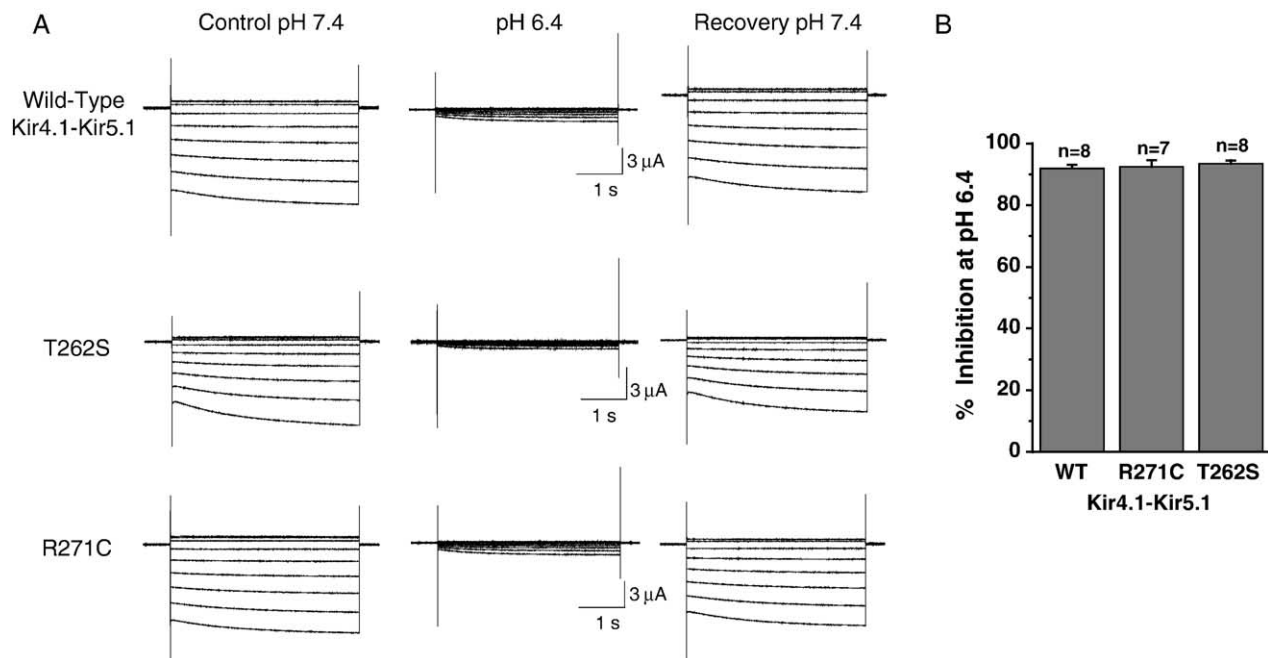 A
Control pH 7.4
pH 6.4
Recovery pH 7.4
Wild-Type
Kir4.1-Kir5.1
3 µA
1 s
T262S
3 µA
1 s
R271C
3 µA
1 s
B
% Inhibition at pH 6.4
100
80
60
40
20
0
n=8
n=7
n=8
WT
R271C
T262S
Kir4.1-Kir5.1